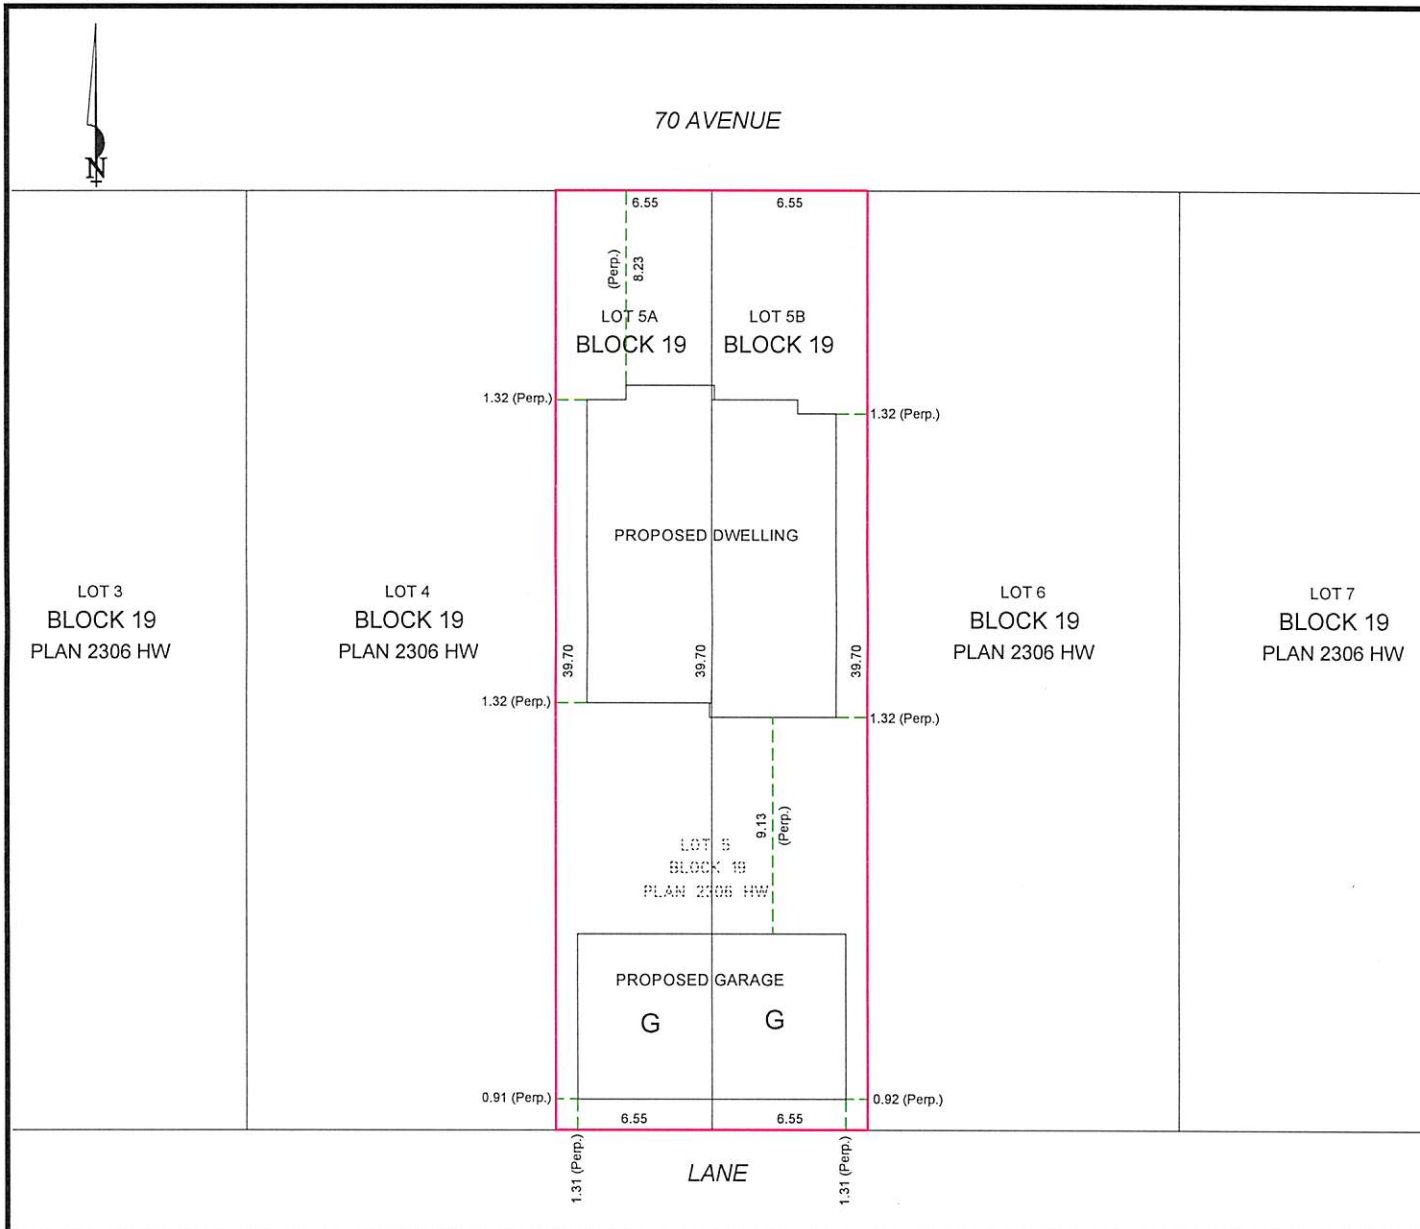 N
70 AVENUE
6.55
6.55
(Perp.)
8.23
LOT 5A
BLOCK 19
LOT 5B
BLOCK 19
1.32 (Perp.)
1.32 (Perp.)
PROPOSED DWELLING
LOT 3
BLOCK 19
PLAN 2306 HW
LOT 4
BLOCK 19
PLAN 2306 HW
LOT 6
BLOCK 19
PLAN 2306 HW
LOT 7
BLOCK 19
PLAN 2306 HW
39.70
39.70
39.70
1.32 (Perp.)
1.32 (Perp.)
9.13
(Perp.)
LOT 5
BLOCK 19
PLAN 2306 HW
PROPOSED GARAGE
G
G
0.91 (Perp.)
0.92 (Perp.)
6.55
6.55
1.31 (Perp.)
1.31 (Perp.)
LANE